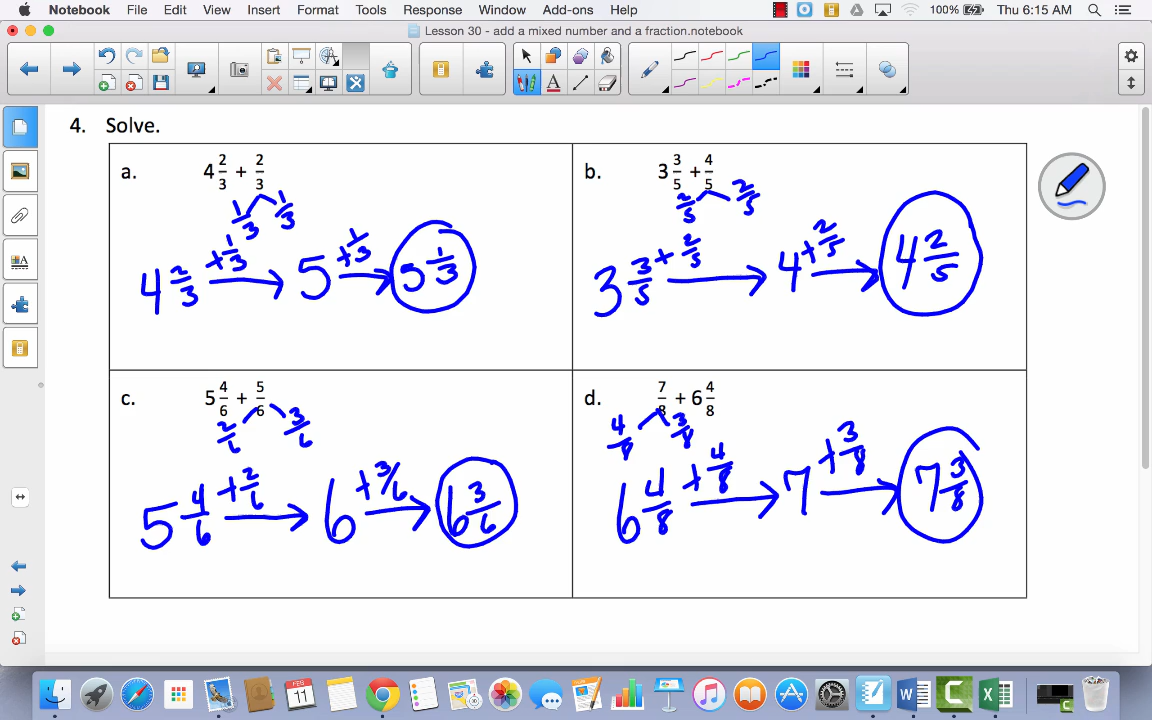 Notebook File Edit View Insert Format Tools Response Window Add-ons Help 100% Thu 6:15 AM
Lesson 30 - add a mixed number and a fraction.notebook
4. Solve.
a. 4 2/3 + 2/3
1/3 1/3
4 2/3 +1/3 → 5 +1/3 → 5 1/3
b. 3 3/5 + 4/5
2/5 2/5
3 3/5 +2/5 → 4 +2/5 → 4 2/5
c. 5 4/6 + 5/6
2/6 3/6
5 4/6 +2/6 → 6 +3/6 → 6 3/6
d. 7/8 + 6 4/8
4/8 3/8
6 4/8 +4/8 → 7 +3/8 → 7 3/8
FEB
11